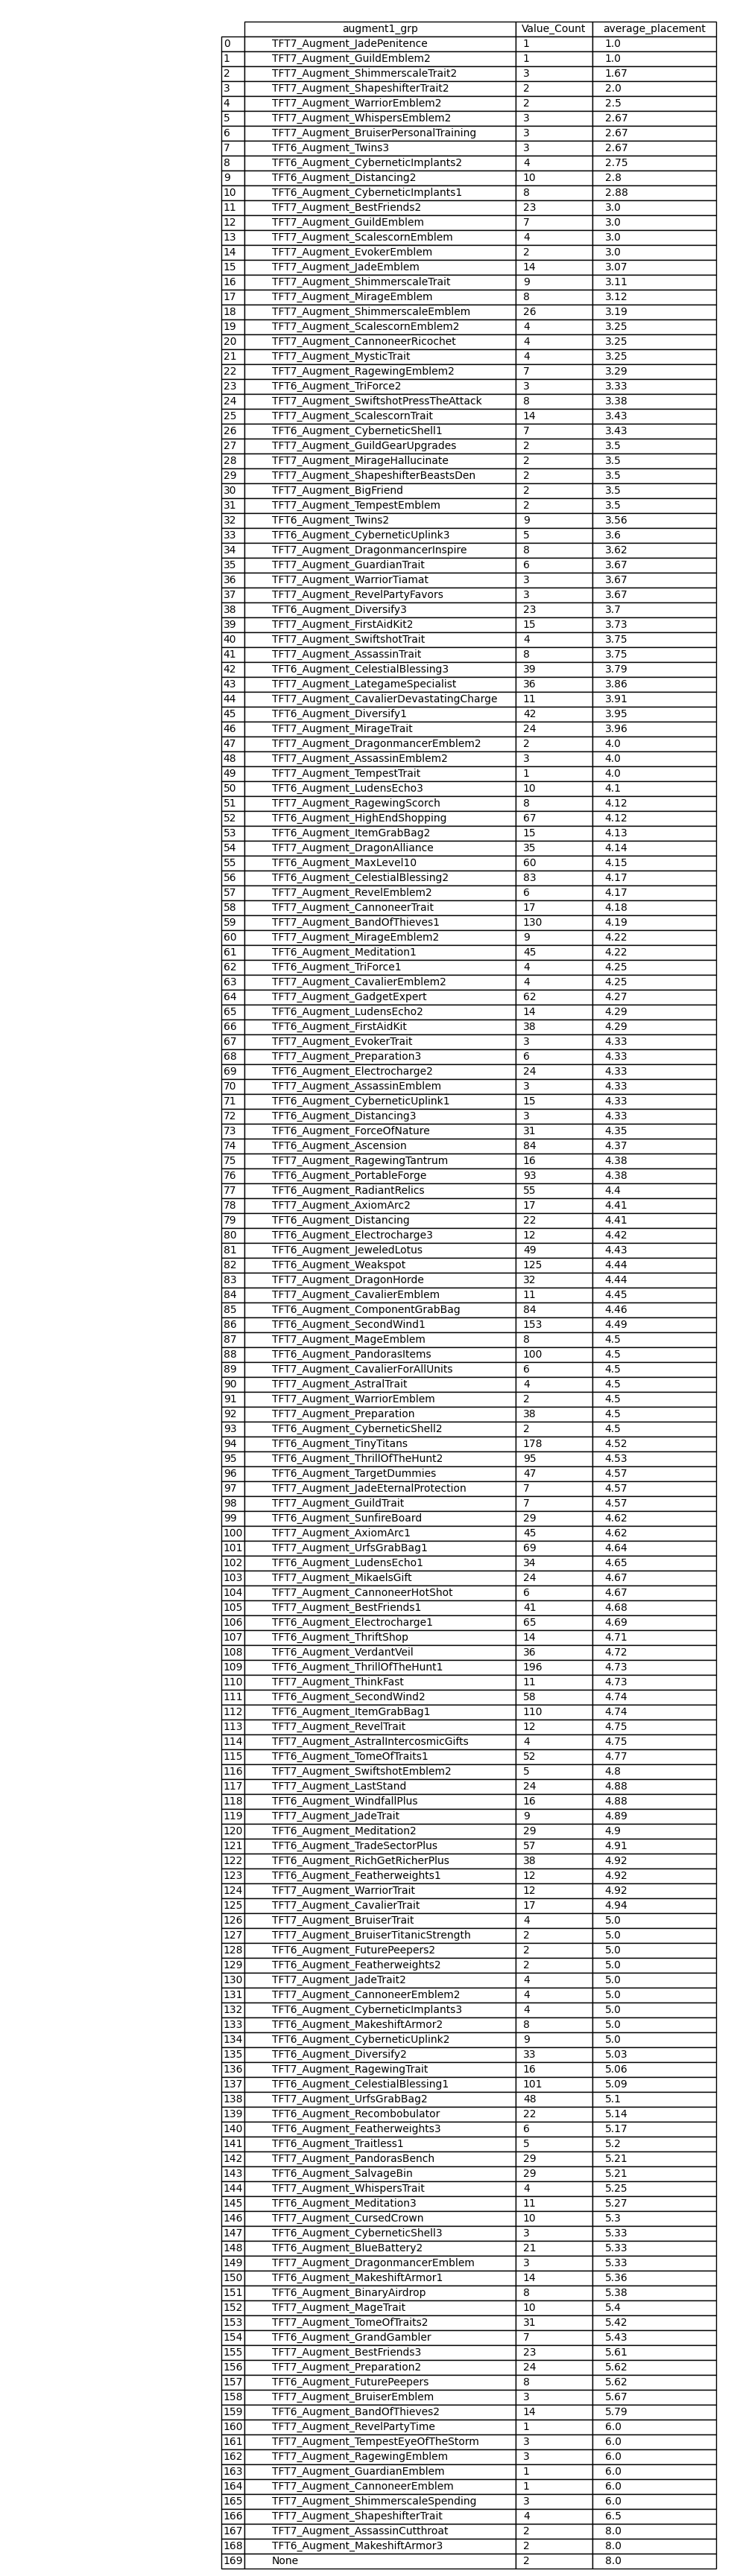 augment1_grp Value_Count average_placement
0 TFT7_Augment_JadePenitence 1 1.0
1 TFT7_Augment_GuildEmblem2 1 1.0
2 TFT7_Augment_ShimmerscaleTrait2 3 1.67
3 TFT7_Augment_ShapeshifterTrait2 2 2.0
4 TFT7_Augment_WarriorEmblem2 2 2.5
5 TFT7_Augment_WhispersEmblem2 3 2.67
6 TFT7_Augment_BruiserPersonalTraining 3 2.67
7 TFT6_Augment_Twins3 3 2.67
8 TFT6_Augment_CyberneticImplants2 4 2.75
9 TFT6_Augment_Distancing2 10 2.8
10 TFT6_Augment_CyberneticImplants1 8 2.88
11 TFT7_Augment_BestFriends2 23 3.0
12 TFT7_Augment_GuildEmblem 7 3.0
13 TFT7_Augment_ScalescornEmblem 4 3.0
14 TFT7_Augment_EvokerEmblem 2 3.0
15 TFT7_Augment_JadeEmblem 14 3.07
16 TFT7_Augment_ShimmerscaleTrait 9 3.11
17 TFT7_Augment_MirageEmblem 8 3.12
18 TFT7_Augment_ShimmerscaleEmblem 26 3.19
19 TFT7_Augment_ScalescornEmblem2 4 3.25
20 TFT7_Augment_CannoneerRicochet 4 3.25
21 TFT7_Augment_MysticTrait 4 3.25
22 TFT7_Augment_RagewingEmblem2 7 3.29
23 TFT6_Augment_TriForce2 3 3.33
24 TFT7_Augment_SwiftshotPressTheAttack 8 3.38
25 TFT7_Augment_ScalescornTrait 14 3.43
26 TFT6_Augment_CyberneticShell1 7 3.43
27 TFT7_Augment_GuildGearUpgrades 2 3.5
28 TFT7_Augment_MirageHallucinate 2 3.5
29 TFT7_Augment_ShapeshifterBeastsDen 2 3.5
30 TFT7_Augment_BigFriend 2 3.5
31 TFT7_Augment_TempestEmblem 2 3.5
32 TFT6_Augment_Twins2 9 3.56
33 TFT6_Augment_CyberneticUplink3 5 3.6
34 TFT7_Augment_DragonmancerInspire 8 3.62
35 TFT7_Augment_GuardianTrait 6 3.67
36 TFT7_Augment_WarriorTiamat 3 3.67
37 TFT7_Augment_RevelPartyFavors 3 3.67
38 TFT6_Augment_Diversify3 23 3.7
39 TFT7_Augment_FirstAidKit2 15 3.73
40 TFT7_Augment_SwiftshotTrait 4 3.75
41 TFT7_Augment_AssassinTrait 8 3.75
42 TFT6_Augment_CelestialBlessing3 39 3.79
43 TFT7_Augment_LategameSpecialist 36 3.86
44 TFT7_Augment_CavalierDevastatingCharge 11 3.91
45 TFT6_Augment_Diversify1 42 3.95
46 TFT7_Augment_MirageTrait 24 3.96
47 TFT7_Augment_DragonmancerEmblem2 2 4.0
48 TFT7_Augment_AssassinEmblem2 3 4.0
49 TFT7_Augment_TempestTrait 1 4.0
50 TFT6_Augment_LudensEcho3 10 4.1
51 TFT7_Augment_RagewingScorch 8 4.12
52 TFT6_Augment_HighEndShopping 67 4.12
53 TFT6_Augment_ItemGrabBag2 15 4.13
54 TFT7_Augment_DragonAlliance 35 4.14
55 TFT6_Augment_MaxLevel10 60 4.15
56 TFT6_Augment_CelestialBlessing2 83 4.17
57 TFT7_Augment_RevelEmblem2 6 4.17
58 TFT7_Augment_CannoneerTrait 17 4.18
59 TFT7_Augment_BandOfThieves1 130 4.19
60 TFT7_Augment_MirageEmblem2 9 4.22
61 TFT6_Augment_Meditation1 45 4.22
62 TFT6_Augment_TriForce1 4 4.25
63 TFT7_Augment_CavalierEmblem2 4 4.25
64 TFT7_Augment_GadgetExpert 62 4.27
65 TFT6_Augment_LudensEcho2 14 4.29
66 TFT6_Augment_FirstAidKit 38 4.29
67 TFT7_Augment_EvokerTrait 3 4.33
68 TFT7_Augment_Preparation3 6 4.33
69 TFT6_Augment_Electrocharge2 24 4.33
70 TFT7_Augment_AssassinEmblem 3 4.33
71 TFT6_Augment_CyberneticUplink1 15 4.33
72 TFT6_Augment_Distancing3 3 4.33
73 TFT6_Augment_ForceOfNature 31 4.35
74 TFT6_Augment_Ascension 84 4.37
75 TFT7_Augment_RagewingTantrum 16 4.38
76 TFT6_Augment_PortableForge 93 4.38
77 TFT6_Augment_RadiantRelics 55 4.4
78 TFT7_Augment_AxiomArc2 17 4.41
79 TFT6_Augment_Distancing 22 4.41
80 TFT6_Augment_Electrocharge3 12 4.42
81 TFT6_Augment_JeweledLotus 49 4.43
82 TFT6_Augment_Weakspot 125 4.44
83 TFT7_Augment_DragonHorde 32 4.44
84 TFT7_Augment_CavalierEmblem 11 4.45
85 TFT6_Augment_ComponentGrabBag 84 4.46
86 TFT6_Augment_SecondWind1 153 4.49
87 TFT7_Augment_MageEmblem 8 4.5
88 TFT6_Augment_PandorasItems 100 4.5
89 TFT7_Augment_CavalierForAllUnits 6 4.5
90 TFT7_Augment_AstralTrait 4 4.5
91 TFT7_Augment_WarriorEmblem 2 4.5
92 TFT7_Augment_Preparation 38 4.5
93 TFT6_Augment_CyberneticShell2 2 4.5
94 TFT6_Augment_TinyTitans 178 4.52
95 TFT6_Augment_ThrillOfTheHunt2 95 4.53
96 TFT6_Augment_TargetDummies 47 4.57
97 TFT7_Augment_JadeEternalProtection 7 4.57
98 TFT7_Augment_GuildTrait 7 4.57
99 TFT6_Augment_SunfireBoard 29 4.62
100 TFT7_Augment_AxiomArc1 45 4.62
101 TFT7_Augment_UrfsGrabBag1 69 4.64
102 TFT6_Augment_LudensEcho1 34 4.65
103 TFT7_Augment_MikaelsGift 24 4.67
104 TFT7_Augment_CannoneerHotShot 6 4.67
105 TFT7_Augment_BestFriends1 41 4.68
106 TFT6_Augment_Electrocharge1 65 4.69
107 TFT6_Augment_ThriftShop 14 4.71
108 TFT6_Augment_VerdantVeil 36 4.72
109 TFT6_Augment_ThrillOfTheHunt1 196 4.73
110 TFT7_Augment_ThinkFast 11 4.73
111 TFT6_Augment_SecondWind2 58 4.74
112 TFT6_Augment_ItemGrabBag1 110 4.74
113 TFT7_Augment_RevelTrait 12 4.75
114 TFT7_Augment_AstralIntercosmicGifts 4 4.75
115 TFT6_Augment_TomeOfTraits1 52 4.77
116 TFT7_Augment_SwiftshotEmblem2 5 4.8
117 TFT7_Augment_LastStand 24 4.88
118 TFT6_Augment_WindfallPlus 16 4.88
119 TFT7_Augment_JadeTrait 9 4.89
120 TFT6_Augment_Meditation2 29 4.9
121 TFT6_Augment_TradeSectorPlus 57 4.91
122 TFT6_Augment_RichGetRicherPlus 38 4.92
123 TFT6_Augment_Featherweights1 12 4.92
124 TFT7_Augment_WarriorTrait 12 4.92
125 TFT7_Augment_CavalierTrait 17 4.94
126 TFT7_Augment_BruiserTrait 4 5.0
127 TFT7_Augment_BruiserTitanicStrength 2 5.0
128 TFT6_Augment_FuturePeepers2 2 5.0
129 TFT6_Augment_Featherweights2 2 5.0
130 TFT7_Augment_JadeTrait2 4 5.0
131 TFT7_Augment_CannoneerEmblem2 4 5.0
132 TFT6_Augment_CyberneticImplants3 4 5.0
133 TFT6_Augment_MakeshiftArmor2 8 5.0
134 TFT6_Augment_CyberneticUplink2 9 5.0
135 TFT6_Augment_Diversify2 33 5.03
136 TFT7_Augment_RagewingTrait 16 5.06
137 TFT6_Augment_CelestialBlessing1 101 5.09
138 TFT7_Augment_UrfsGrabBag2 48 5.1
139 TFT6_Augment_Recombobulator 22 5.14
140 TFT6_Augment_Featherweights3 6 5.17
141 TFT6_Augment_Traitless1 5 5.2
142 TFT7_Augment_PandorasBench 29 5.21
143 TFT6_Augment_SalvageBin 29 5.21
144 TFT7_Augment_WhispersTrait 4 5.25
145 TFT6_Augment_Meditation3 11 5.27
146 TFT7_Augment_CursedCrown 10 5.3
147 TFT6_Augment_CyberneticShell3 3 5.33
148 TFT6_Augment_BlueBattery2 21 5.33
149 TFT7_Augment_DragonmancerEmblem 3 5.33
150 TFT6_Augment_MakeshiftArmor1 14 5.36
151 TFT6_Augment_BinaryAirdrop 8 5.38
152 TFT7_Augment_MageTrait 10 5.4
153 TFT7_Augment_TomeOfTraits2 31 5.42
154 TFT6_Augment_GrandGambler 7 5.43
155 TFT7_Augment_BestFriends3 23 5.61
156 TFT7_Augment_Preparation2 24 5.62
157 TFT6_Augment_FuturePeepers 8 5.62
158 TFT7_Augment_BruiserEmblem 3 5.67
159 TFT6_Augment_BandOfThieves2 14 5.79
160 TFT7_Augment_RevelPartyTime 1 6.0
161 TFT7_Augment_TempestEyeOfTheStorm 3 6.0
162 TFT7_Augment_RagewingEmblem 3 6.0
163 TFT7_Augment_GuardianEmblem 1 6.0
164 TFT7_Augment_CannoneerEmblem 1 6.0
165 TFT7_Augment_ShimmerscaleSpending 3 6.0
166 TFT7_Augment_ShapeshifterTrait 4 6.5
167 TFT7_Augment_AssassinCutthroat 2 8.0
168 TFT6_Augment_MakeshiftArmor3 2 8.0
169 None 2 8.0